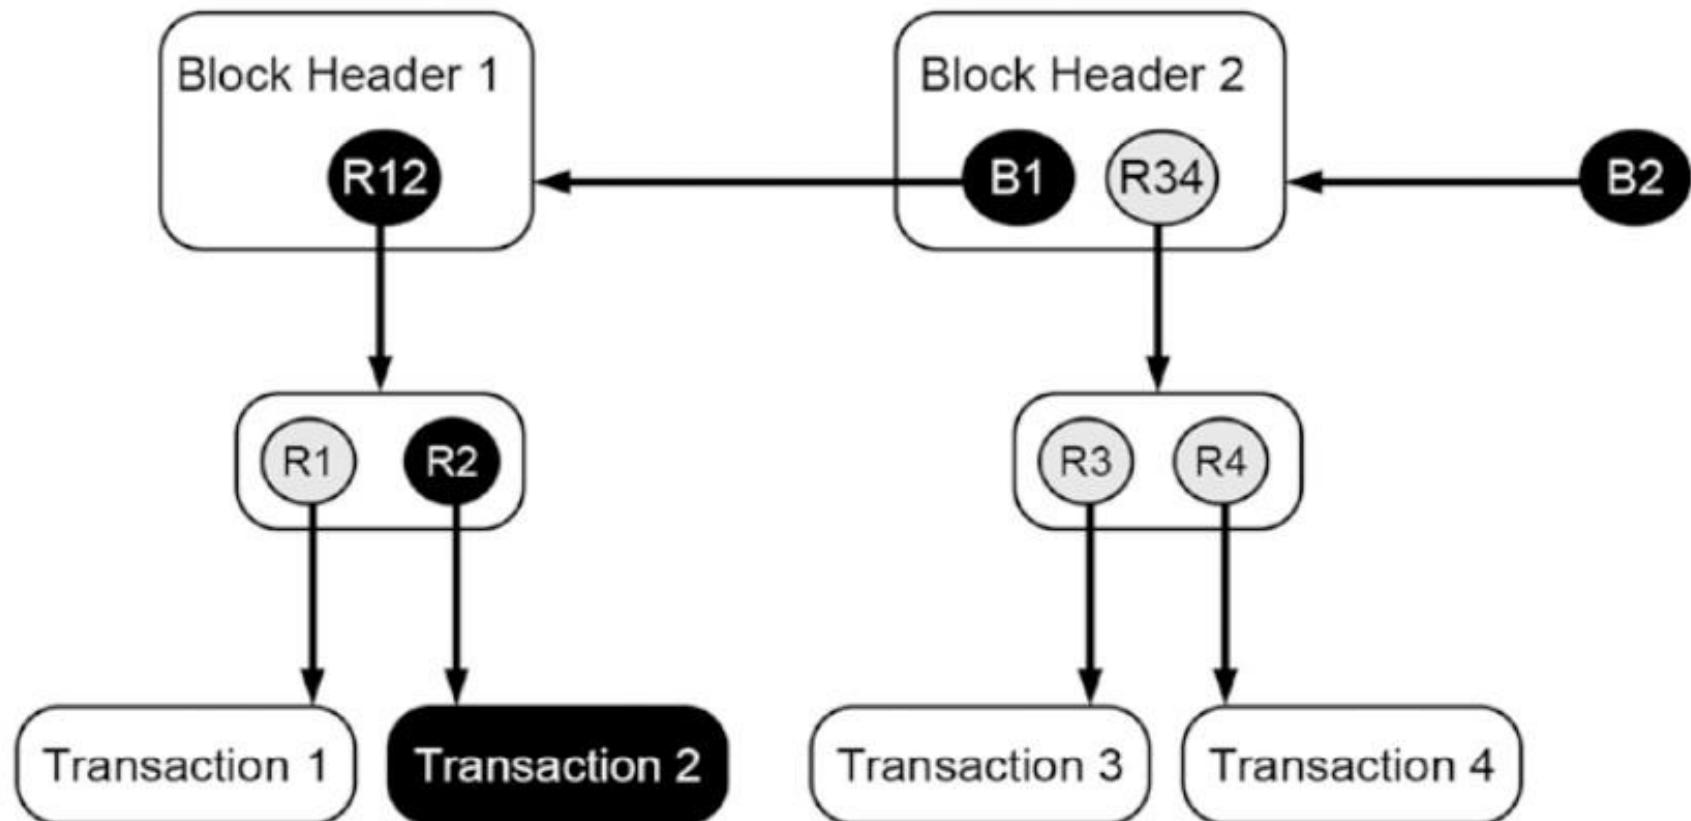 Block Header 1
Block Header 2
R12
B1
R34
B2
R1
R2
R3
R4
Transaction 1
Transaction 2
Transaction 3
Transaction 4